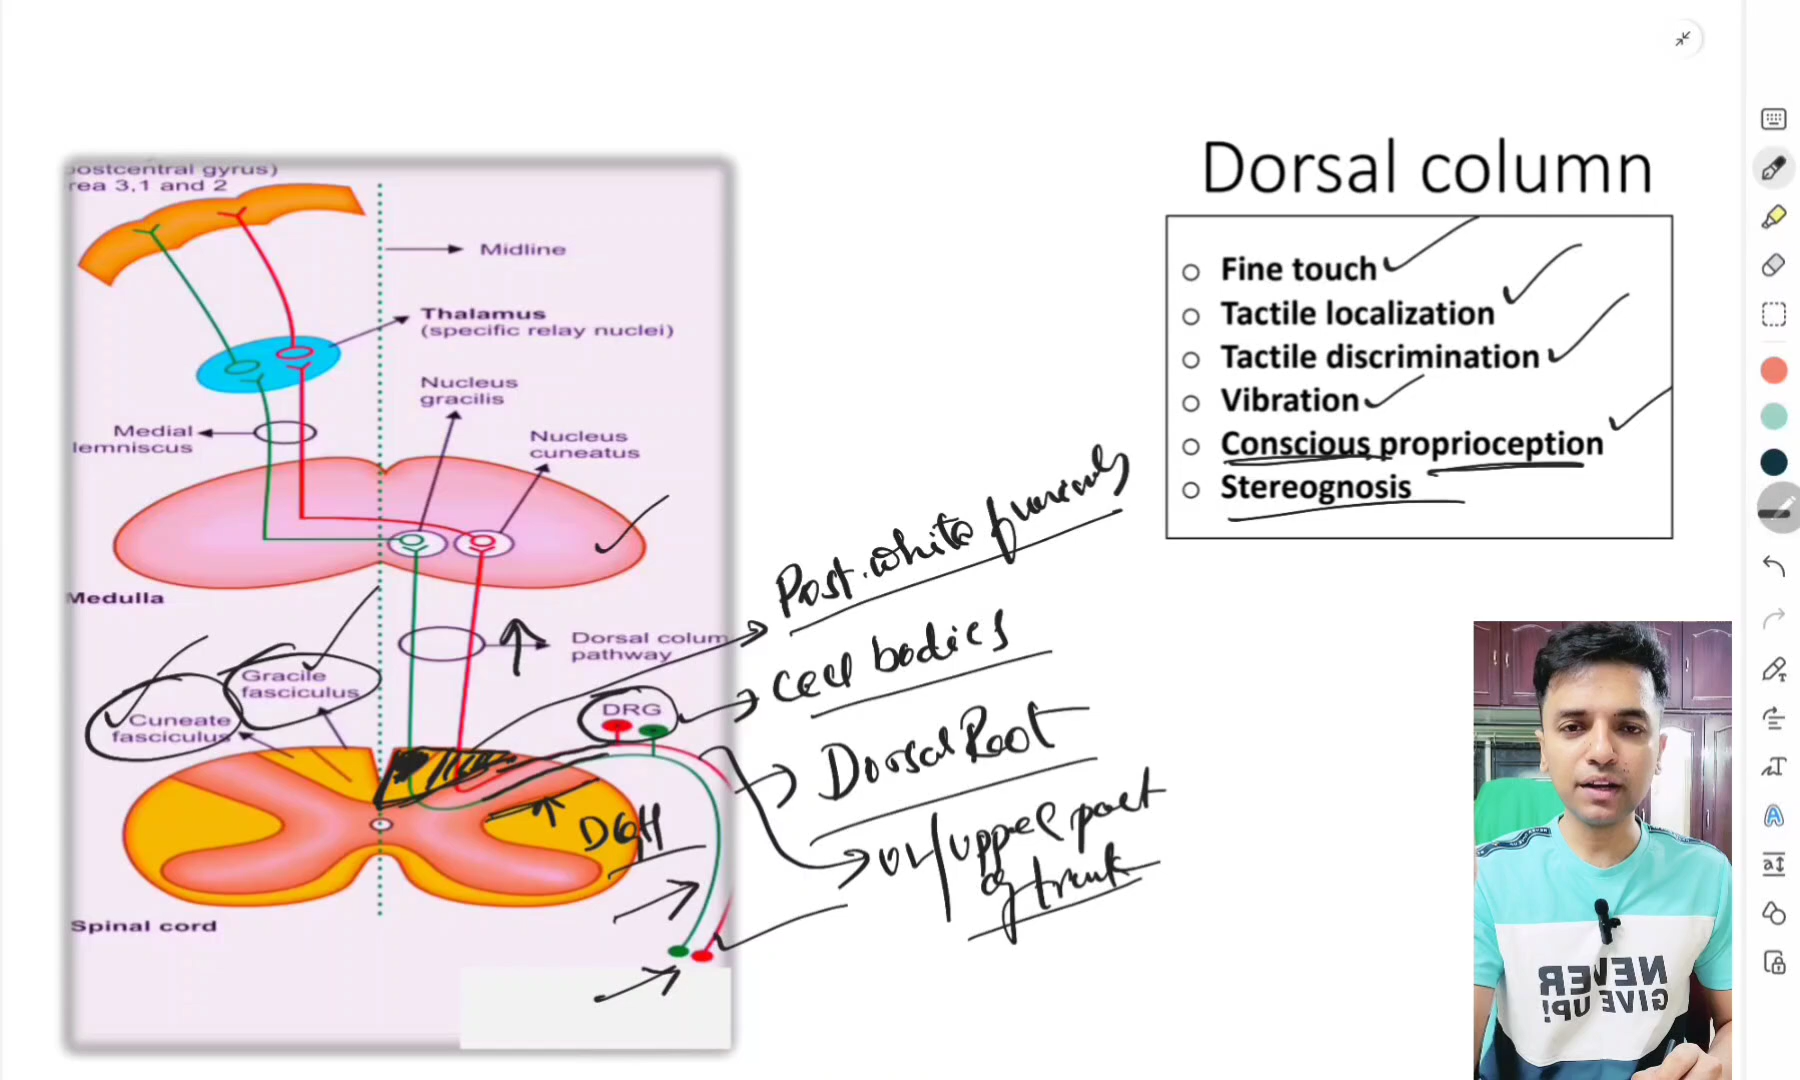 postcentral gyrus)
rea 3,1 and 2
Midline
Thalamus
(specific relay nuclei)
Nucleus
gracilis
Nucleus
cuneatus
Medial
lemniscus
Medulla
Dorsal colum
pathway
Gracile
fasciculus
Cuneate
fasciculus
DRG
DGH
Spinal cord
Post. white
cell bodies
Dorsal Root
UL/upper part
of trunk
Dorsal column
Fine touch
Tactile localization
Tactile discrimination
Vibration
Conscious proprioception
Stereognosis
NEVER
GIVE UP!